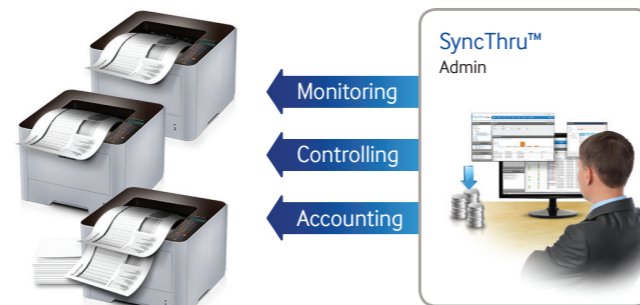 SyncThru™
Admin
Monitoring
Controlling
Accounting